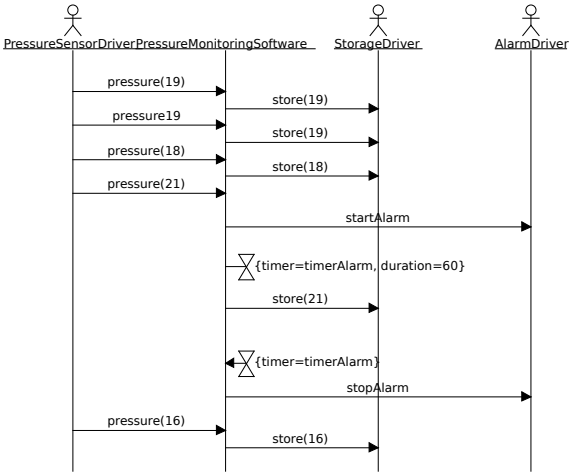 PressureSensorDriver PressureMonitoringSoftware StorageDriver AlarmDriver
pressure(19)
store(19)
pressure19
store(19)
pressure(18)
store(18)
pressure(21)
startAlarm
{timer=timerAlarm, duration=60}
store(21)
{timer=timerAlarm}
stopAlarm
pressure(16)
store(16)